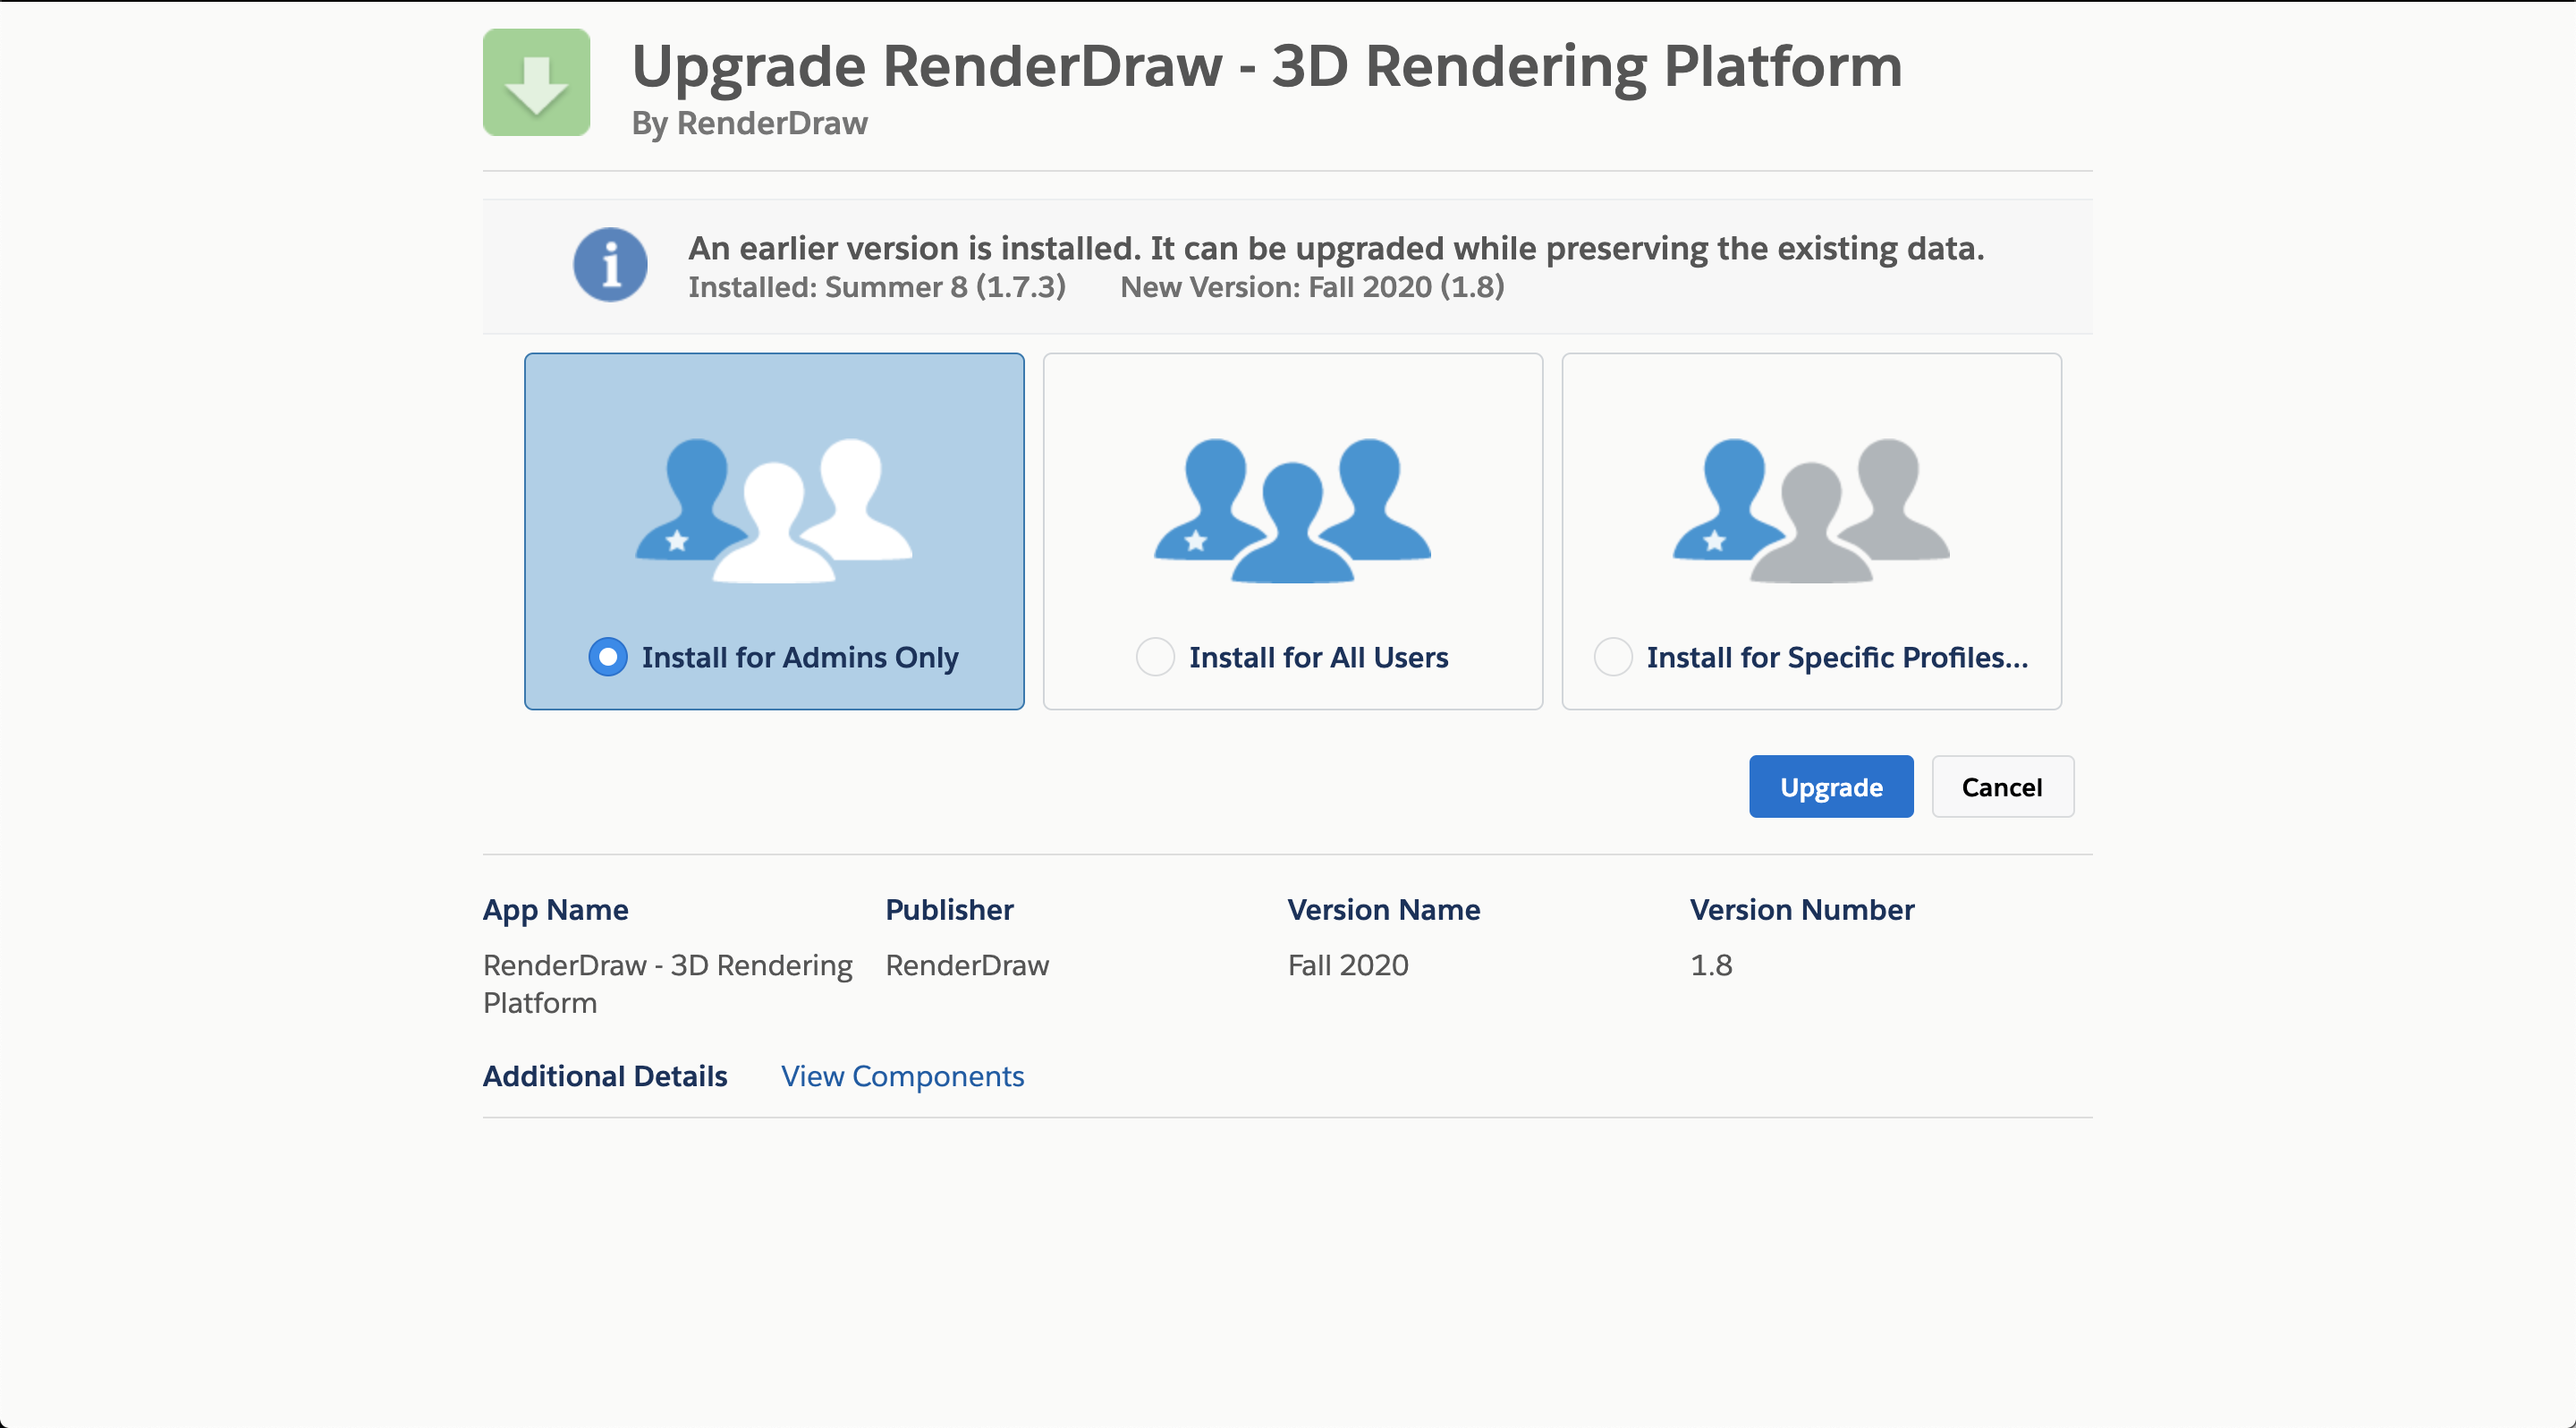 Upgrade RenderDraw - 3D Rendering Platform
By RenderDraw
An earlier version is installed. It can be upgraded while preserving the existing data.
Installed: Summer 8 (1.7.3) New Version: Fall 2020 (1.8)
Install for Admins Only
Install for All Users
Install for Specific Profiles...
Upgrade
Cancel
App Name
Publisher
Version Name
Version Number
RenderDraw - 3D Rendering
Platform
RenderDraw
Fall 2020
1.8
Additional Details
View Components